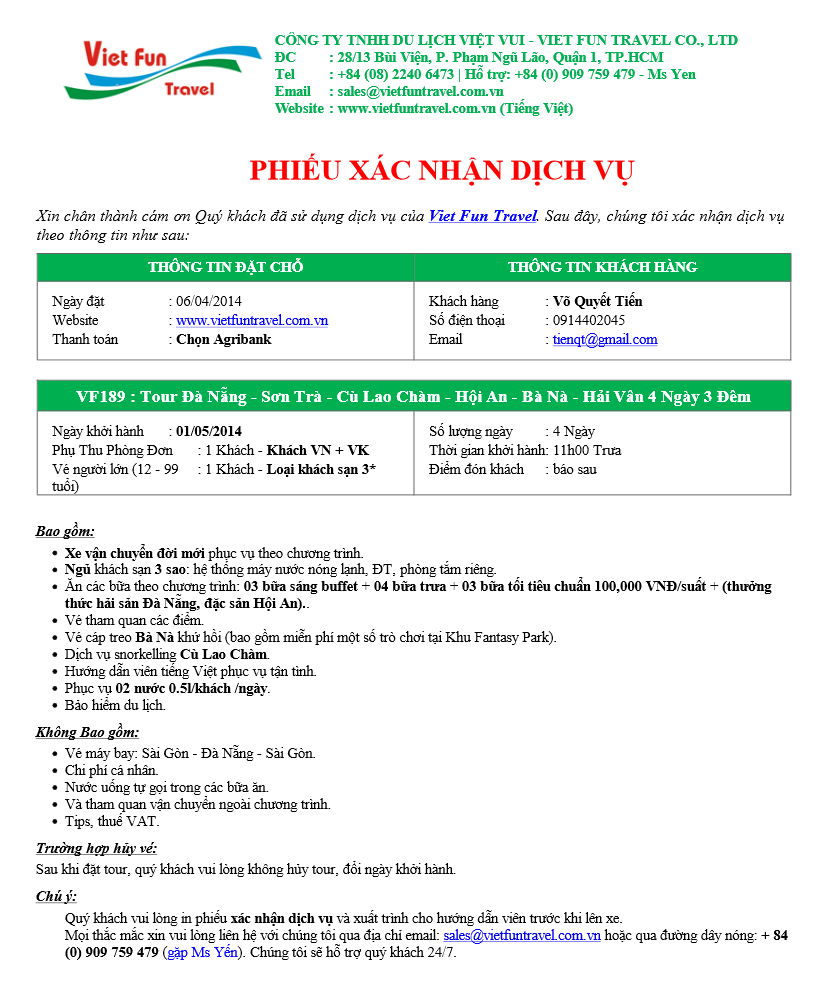 Viet Fun
Travel
CÔNG TY TNHH DU LỊCH VIỆT VUI - VIET FUN TRAVEL CO., LTD
ĐC : 28/13 Bùi Viện, P. Phạm Ngũ Lão, Quận 1, TP.HCM
Tel : +84 (08) 2240 6473 | Hỗ trợ: +84 (0) 909 759 479 - Ms Yen
Email : sales@vietfuntravel.com.vn
Website : www.vietfuntravel.com.vn (Tiếng Việt)
PHIẾU XÁC NHẬN DỊCH VỤ
Xin chân thành cám ơn Quý khách đã sử dụng dịch vụ của Viet Fun Travel. Sau đây, chúng tôi xác nhận dịch vụ
theo thông tin như sau:
THÔNG TIN ĐẶT CHỖ
Ngày đặt : 06/04/2014
Website : www.vietfuntravel.com.vn
Thanh toán : Chọn Agribank
THÔNG TIN KHÁCH HÀNG
Khách hàng : Võ Quyết Tiến
Số điện thoại : 0914402045
Email : tienqt@gmail.com
VF189 : Tour Đà Nẵng - Sơn Trà - Cù Lao Chàm - Hội An - Bà Nà - Hải Vân 4 Ngày 3 Đêm
Ngày khởi hành : 01/05/2014
Phụ Thu Phòng Đơn : 1 Khách - Khách VN + VK
Vé người lớn (12 - 99 : 1 Khách - Loại khách sạn 3*
tuổi)
Số lượng ngày : 4 Ngày
Thời gian khởi hành: 11h00 Trưa
Điểm đón khách : báo sau
Bao gồm:
• Xe vận chuyển đời mới phục vụ theo chương trình.
• Ngũ khách sạn 3 sao: hệ thống máy nước nóng lạnh, ĐT, phòng tắm riêng.
• Ăn các bữa theo chương trình: 03 bữa sáng buffet + 04 bữa trưa + 03 bữa tối tiêu chuẩn 100,000 VNĐ/suất + (thưởng
thức hải sản Đà Nẵng, đặc sản Hội An)..
• Vé tham quan các điểm.
• Vé cáp treo Bà Nà khứ hồi (bao gồm miễn phí một số trò chơi tại Khu Fantasy Park).
• Dịch vụ snorkelling Cù Lao Chàm.
• Hướng dẫn viên tiếng Việt phục vụ tận tình.
• Phục vụ 02 nước 0.5l/khách /ngày.
• Bảo hiểm du lịch.
Không Bao gồm:
• Vé máy bay: Sài Gòn - Đà Nẵng - Sài Gòn.
• Chi phí cá nhân.
• Nước uống tự gọi trong các bữa ăn.
• Và tham quan vận chuyển ngoài chương trình.
• Tips, thuế VAT.
Trường hợp hủy vé:
Sau khi đặt tour, quý khách vui lòng không hủy tour, đổi ngày khởi hành.
Chú ý:
Quý khách vui lòng in phiếu xác nhận dịch vụ và xuất trình cho hướng dẫn viên trước khi lên xe.
Mọi thắc mắc xin vui lòng liên hệ với chúng tôi qua địa chỉ email: sales@vietfuntravel.com.vn hoặc qua đường dây nóng: + 84
(0) 909 759 479 (gặp Ms Yến). Chúng tôi sẽ hỗ trợ quý khách 24/7.